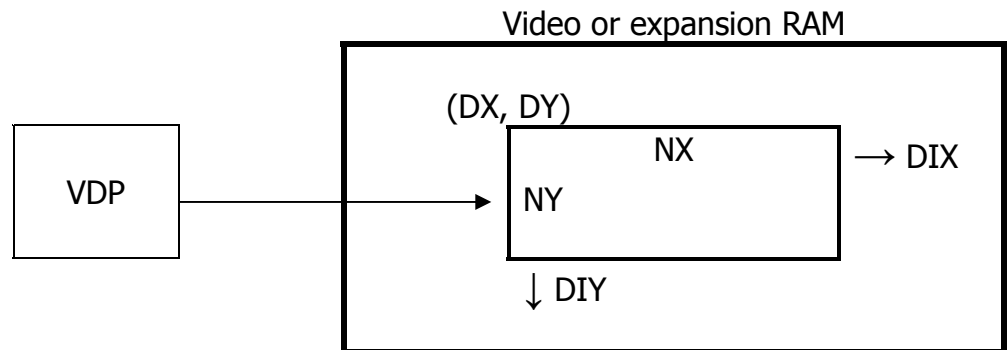 Video or expansion RAM
(DX, DY)
NX
→ DIX
VDP
NY
↓ DIY